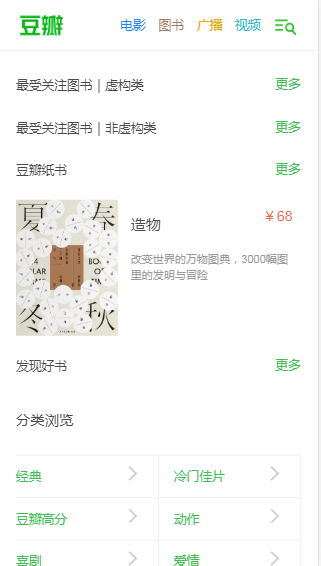 豆瓣 电影 图书 广播 视频
最受关注图书｜虚构类 更多
最受关注图书｜非虚构类 更多
豆瓣纸书 更多
夏 春
冬 秋
造物 ￥68
改变世界的万物图典，3000幅图
里的发明与冒险
发现好书 更多
分类浏览
经典 冷门佳片
豆瓣高分 动作
喜剧 爱情